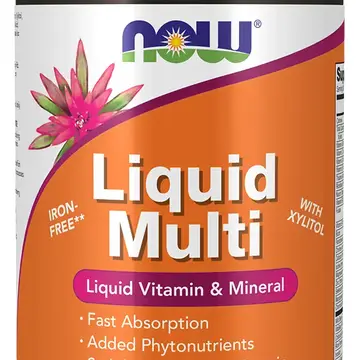 NOW
Liquid
Multi
IRON-
FREE**
WITH
XYLITOL
Liquid Vitamin & Mineral
• Fast Absorption
• Added Phytonutrients